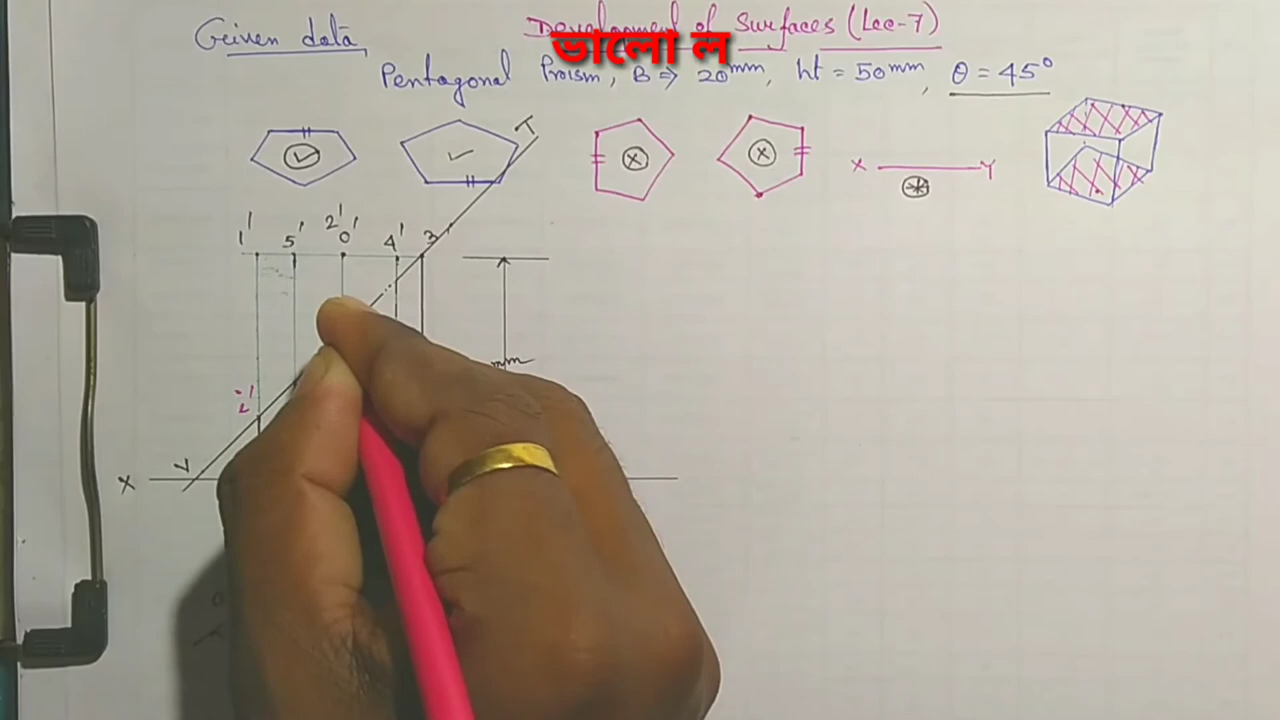 Given data
Development of Surfaces (Lec-7)
ভালো ল
Pentagonal Prism, B ⇒ 20mm, ht = 50mm, θ = 45°
X Y
T
1' 5' 2' 0' 4' 3'
mm
V
X